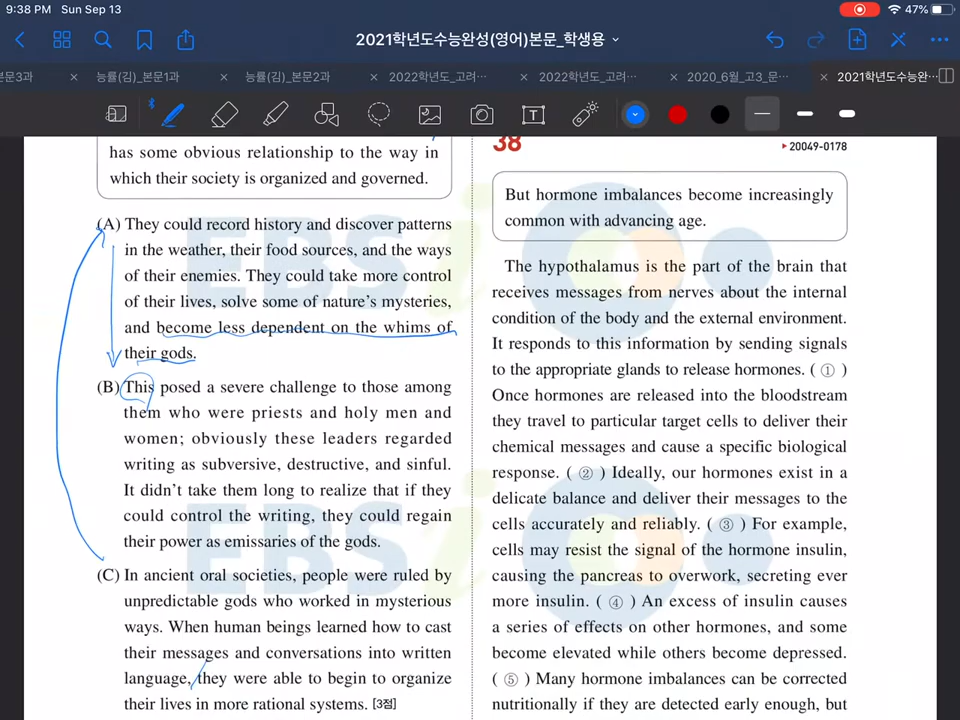 9:38 PM Sun Sep 13
47%
2021학년도수능완성(영어)본문_학생용
본문3과
능률(김)_본문1과
능률(김)_본문2과
2022학년도_고려…
2022학년도_고려…
2020_6월_고3_문…
2021학년도수능완…
has some obvious relationship to the way in
which their society is organized and governed.
(A) They could record history and discover patterns
in the weather, their food sources, and the ways
of their enemies. They could take more control
of their lives, solve some of nature's mysteries,
and become less dependent on the whims of
their gods.
(B) This posed a severe challenge to those among
them who were priests and holy men and
women; obviously these leaders regarded
writing as subversive, destructive, and sinful.
It didn't take them long to realize that if they
could control the writing, they could regain
their power as emissaries of the gods.
(C) In ancient oral societies, people were ruled by
unpredictable gods who worked in mysterious
ways. When human beings learned how to cast
their messages and conversations into written
language, they were able to begin to organize
their lives in more rational systems. [3점]
38
▸20049-0178
But hormone imbalances become increasingly
common with advancing age.
The hypothalamus is the part of the brain that
receives messages from nerves about the internal
condition of the body and the external environment.
It responds to this information by sending signals
to the appropriate glands to release hormones. ( ① )
Once hormones are released into the bloodstream
they travel to particular target cells to deliver their
chemical messages and cause a specific biological
response. ( ② ) Ideally, our hormones exist in a
delicate balance and deliver their messages to the
cells accurately and reliably. ( ③ ) For example,
cells may resist the signal of the hormone insulin,
causing the pancreas to overwork, secreting ever
more insulin. ( ④ ) An excess of insulin causes
a series of effects on other hormones, and some
become elevated while others become depressed.
( ⑤ ) Many hormone imbalances can be corrected
nutritionally if they are detected early enough, but